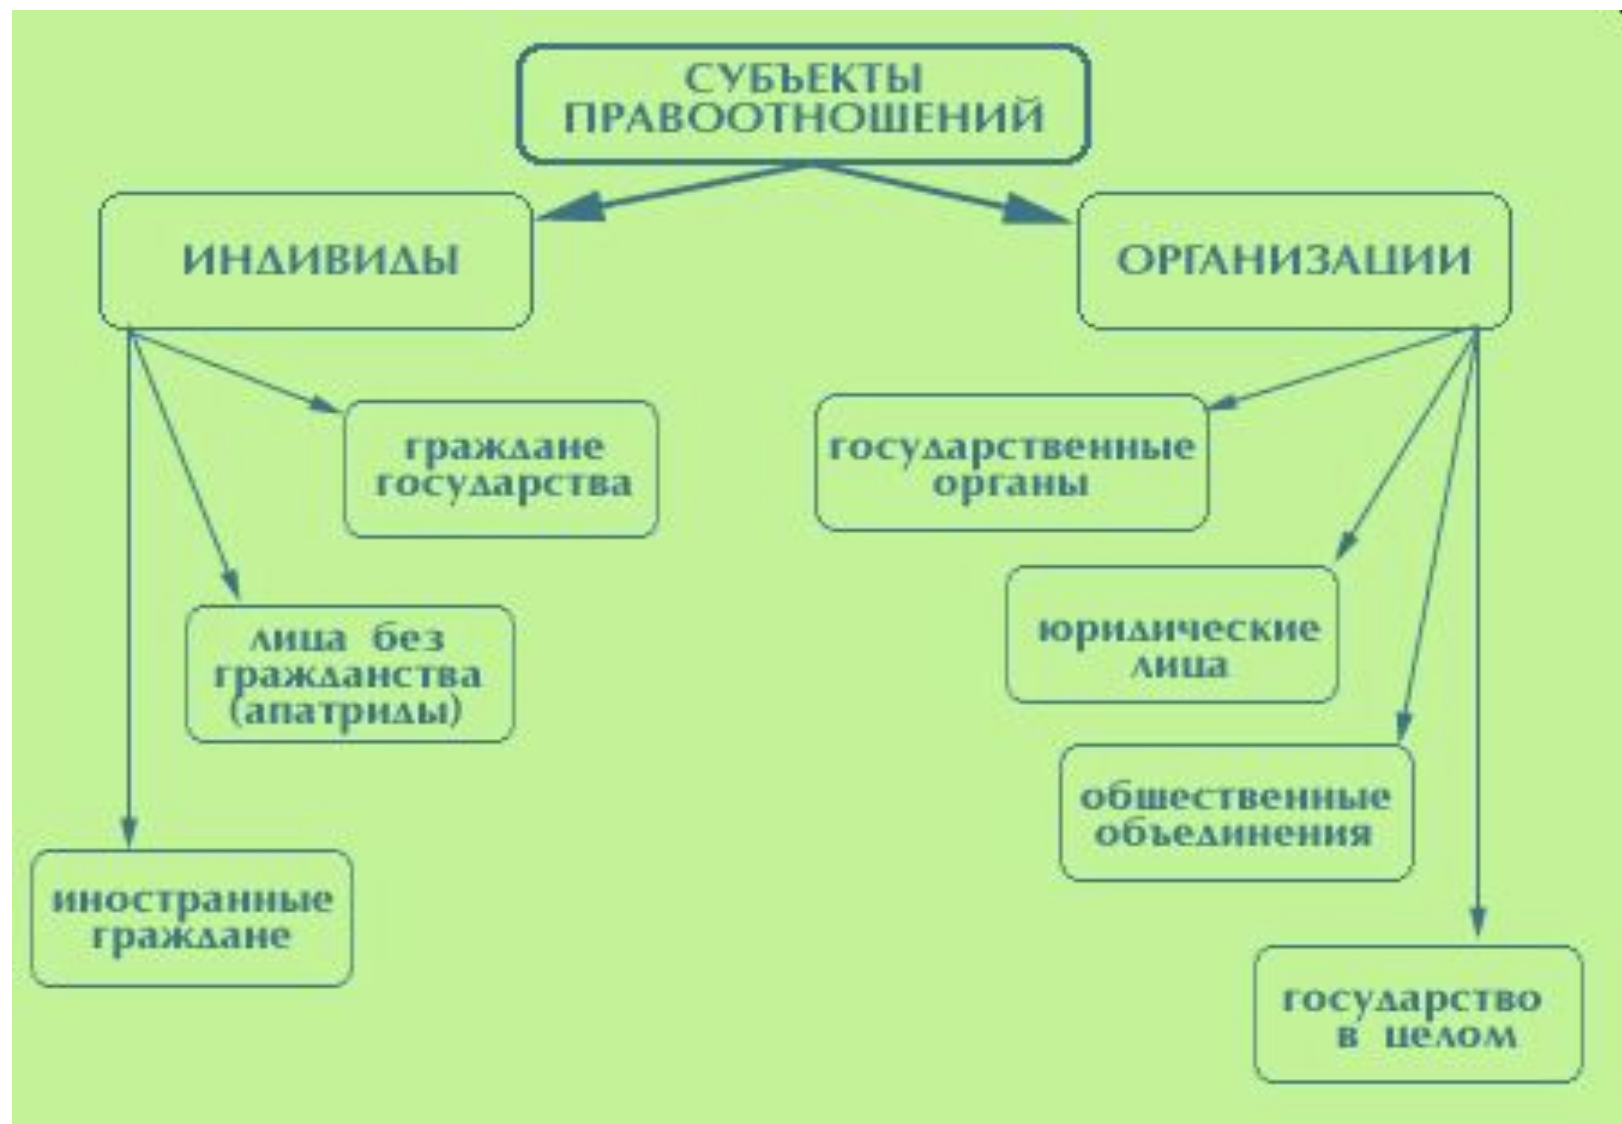 СУБЪЕКТЫ
ПРАВООТНОШЕНИЙ
ИНДИВИДЫ
ОРГАНИЗАЦИИ
граждане
государства
государственные
органы
лица без
гражданства
(апатриды)
юридические
лица
общественные
объединения
иностранные
граждане
государство
в целом